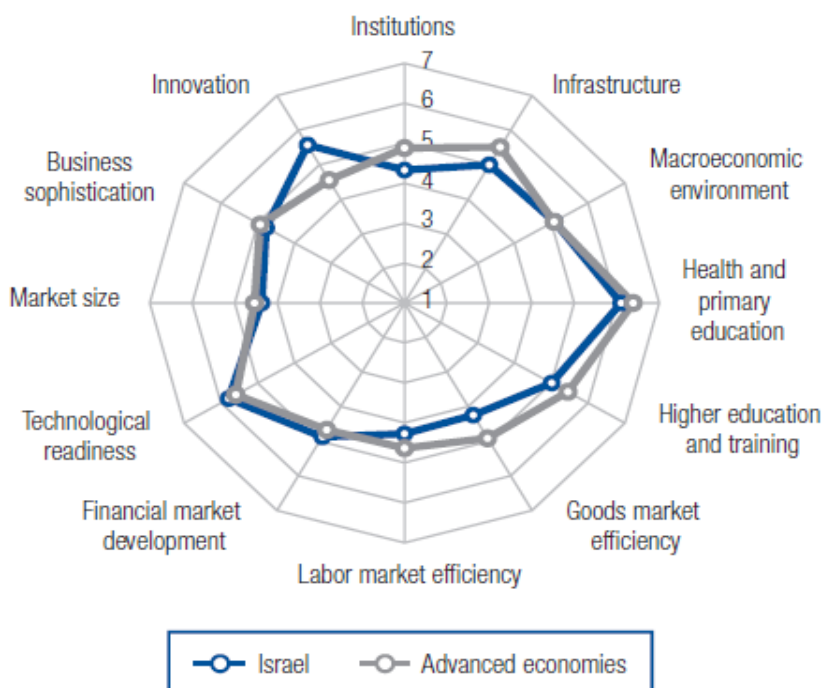 Institutions
7
6
5
4
3
2
1
Infrastructure
Macroeconomic
environment
Health and
primary
education
Higher education
and training
Goods market
efficiency
Labor market efficiency
Financial market
development
Technological
readiness
Market size
Business
sophistication
Innovation
Israel
Advanced economies